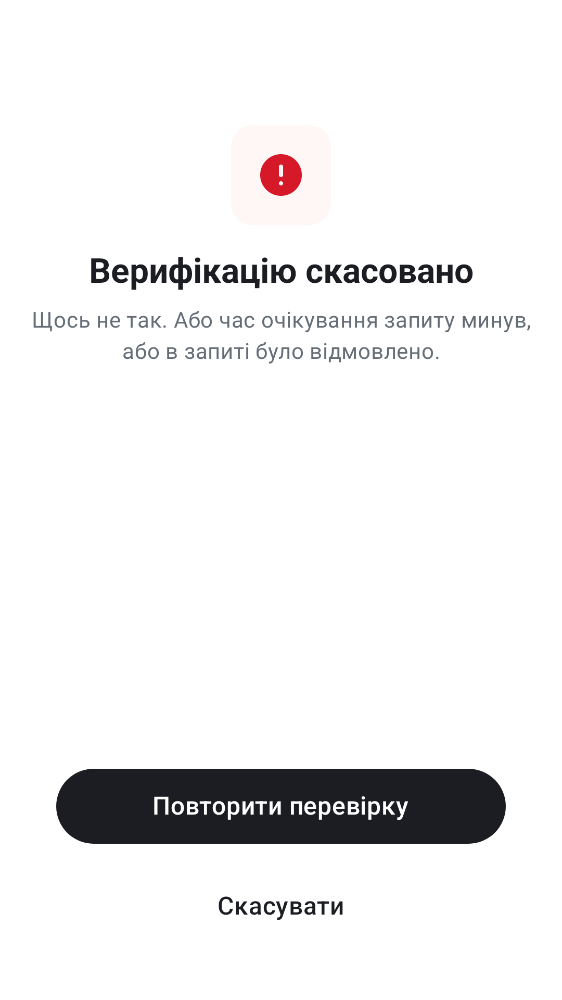 Верифікацію скасовано
Щось не так. Або час очікування запиту минув,
або в запиті було відмовлено.
Повторити перевірку
Скасувати